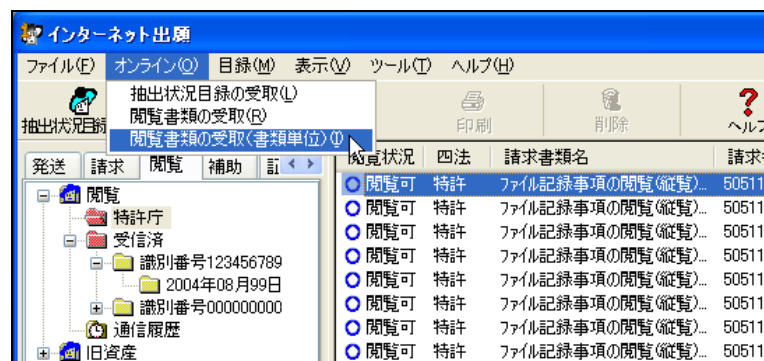 インターネット出願
ファイル(F) オンライン(O) 目録(M) 表示(V) ツール(T) ヘルプ(H)
抽出状況目録の受取(L)
閲覧書類の受取(R)
閲覧書類の受取(書類単位)(I)
抽出状況目録 印刷 削除 ヘルプ
発送 請求 閲覧 補助
閲覧状況 四法 請求書類名 請求
閲覧
特許庁
受信済
識別番号123456789
2004年08月99日
識別番号000000000
通信履歴
旧資産
閲覧可 特許 ファイル記録事項の閲覧(縦覧)... 50511
閲覧可 特許 ファイル記録事項の閲覧(縦覧)... 50511
閲覧可 特許 ファイル記録事項の閲覧(縦覧)... 50511
閲覧可 特許 ファイル記録事項の閲覧(縦覧)... 50511
閲覧可 特許 ファイル記録事項の閲覧(縦覧)... 50511
閲覧可 特許 ファイル記録事項の閲覧(縦覧)... 50511
閲覧可 特許 ファイル記録事項の閲覧(縦覧)... 50511
閲覧可 特許 ファイル記録事項の閲覧(縦覧)... 50511